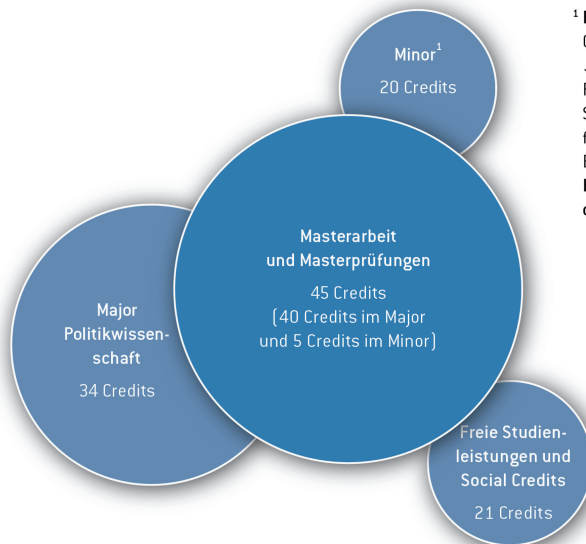 Minor¹
20 Credits
Masterarbeit
und Masterprüfungen
45 Credits
(40 Credits im Major
und 5 Credits im Minor)
Major
Politikwissen-
schaft
34 Credits
Freie Studien-
leistungen und
Social Credits
21 Credits
1